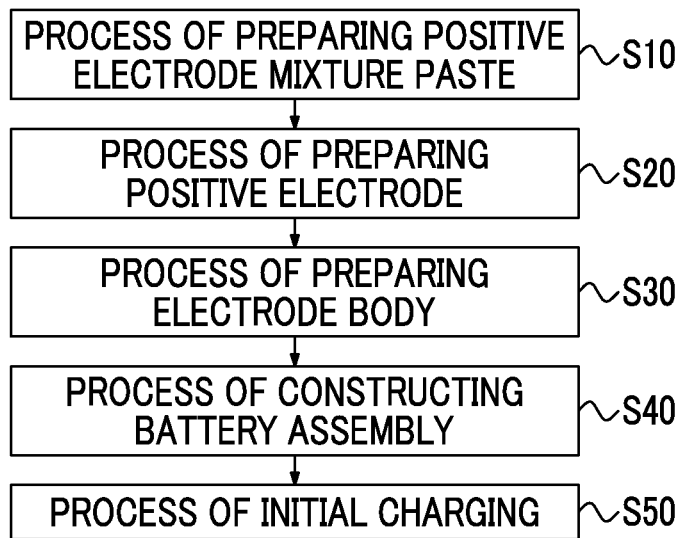 PROCESS OF PREPARING POSITIVE
ELECTRODE MIXTURE PASTE
S10
PROCESS OF PREPARING
POSITIVE ELECTRODE
S20
PROCESS OF PREPARING
ELECTRODE BODY
S30
PROCESS OF CONSTRUCTING
BATTERY ASSEMBLY
S40
PROCESS OF INITIAL CHARGING
S50